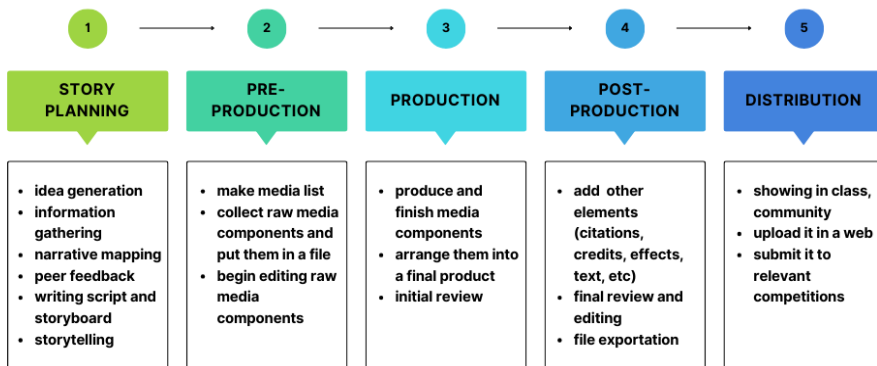 1
2
3
4
5
STORY
PLANNING
PRE-
PRODUCTION
PRODUCTION
POST-
PRODUCTION
DISTRIBUTION
• idea generation
• information
gathering
• narrative mapping
• peer feedback
• writing script and
storyboard
• storytelling
• make media list
• collect raw media
components and
put them in a file
• begin editing raw
media
components
• produce and
finish media
components
• arrange them into
a final product
• initial review
• add other
elements
(citations,
credits, effects,
text, etc)
• final review and
editing
• file exportation
• showing in class,
community
• upload it in a web
• submit it to
relevant
competitions